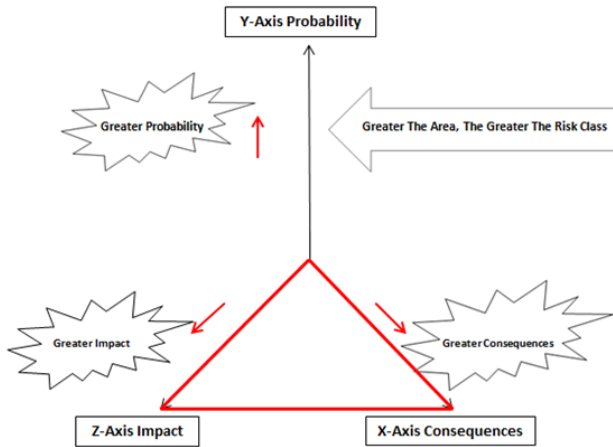 Y-Axis Probability
Greater Probability
Greater The Area, The Greater The Risk Class
Greater Impact
Greater Consequences
Z-Axis Impact
X-Axis Consequences